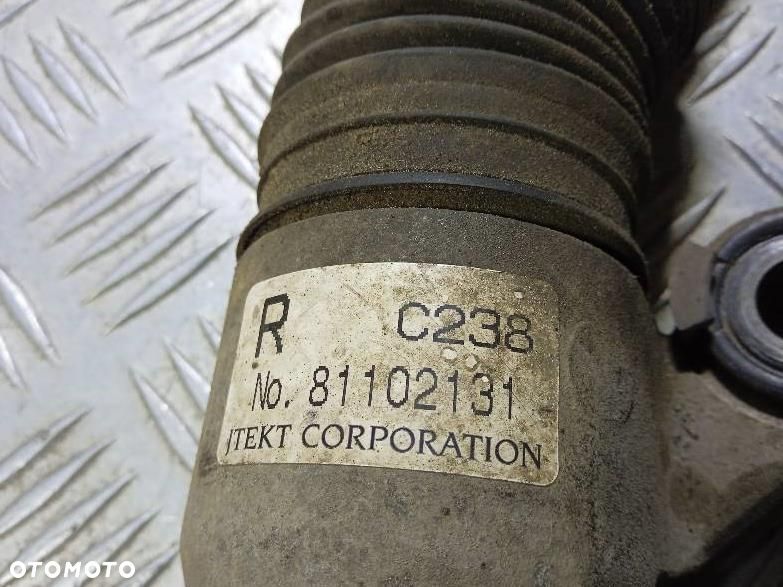 R C238
No. 81102131
JTEKT CORPORATION
OTOMOTO